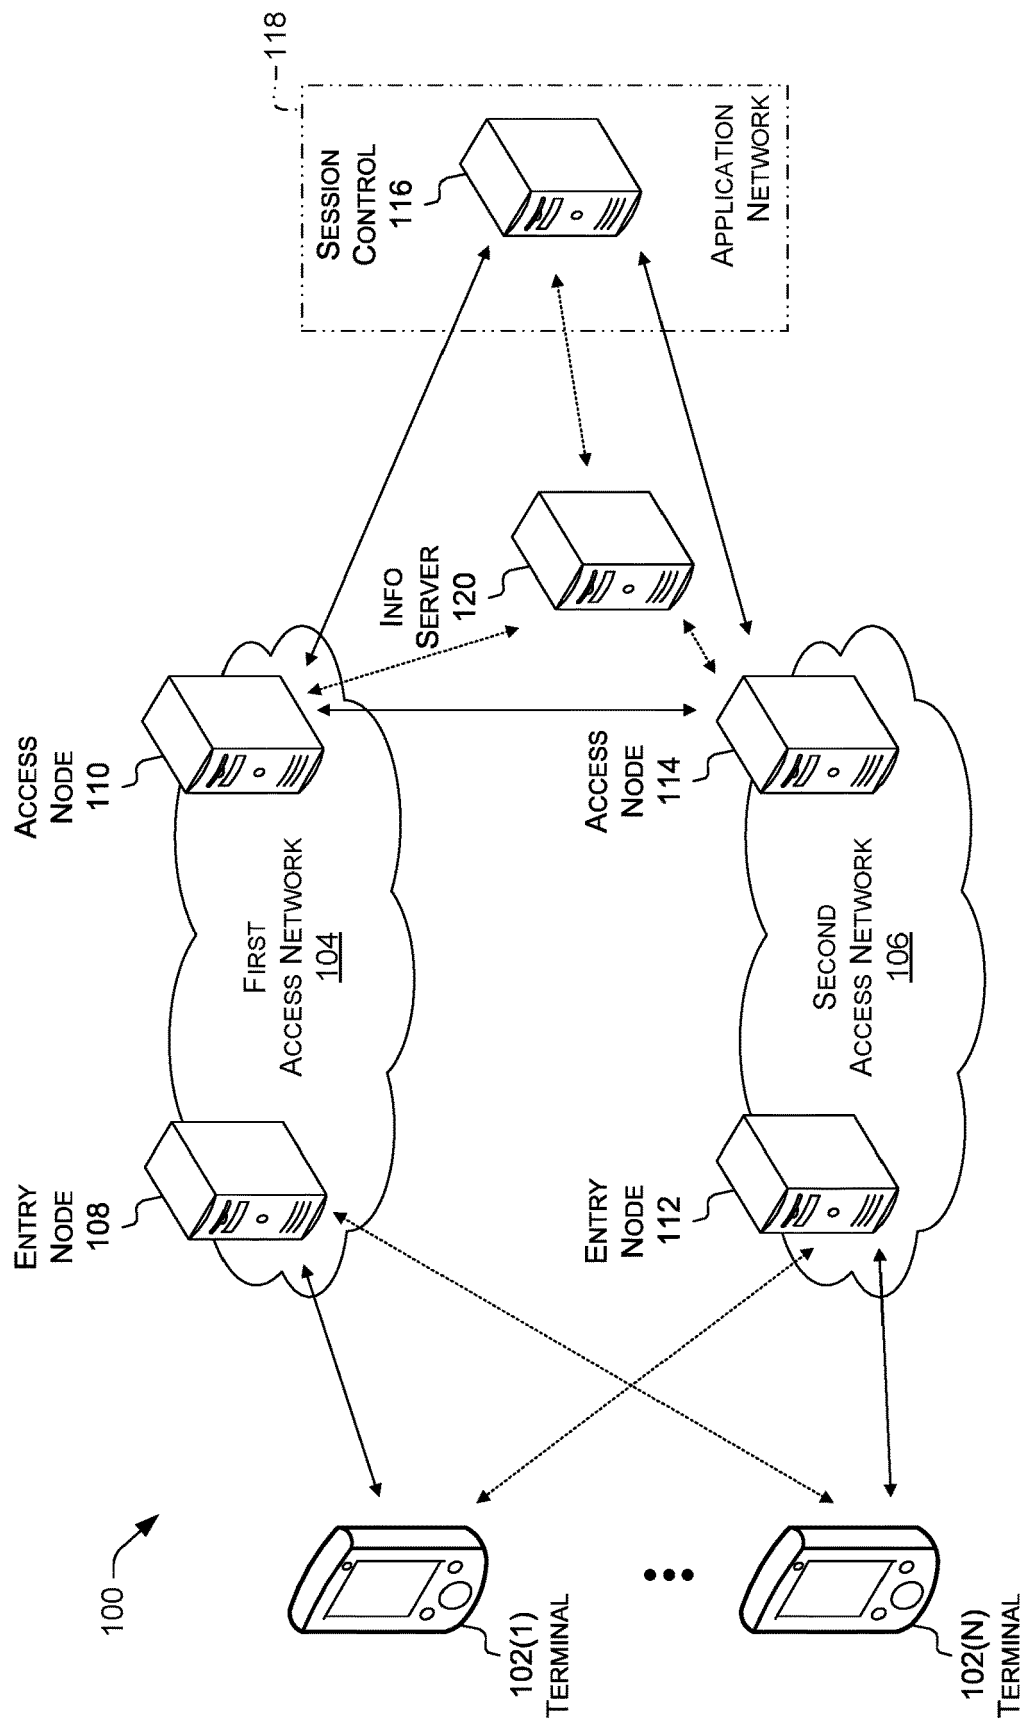 100
102(1)
TERMINAL
102(N)
TERMINAL
ENTRY
NODE
108
FIRST
ACCESS NETWORK
104
ACCESS
NODE
110
ENTRY
NODE
112
SECOND
ACCESS NETWORK
106
ACCESS
NODE
114
INFO
SERVER
120
SESSION
CONTROL
116
APPLICATION
NETWORK
118